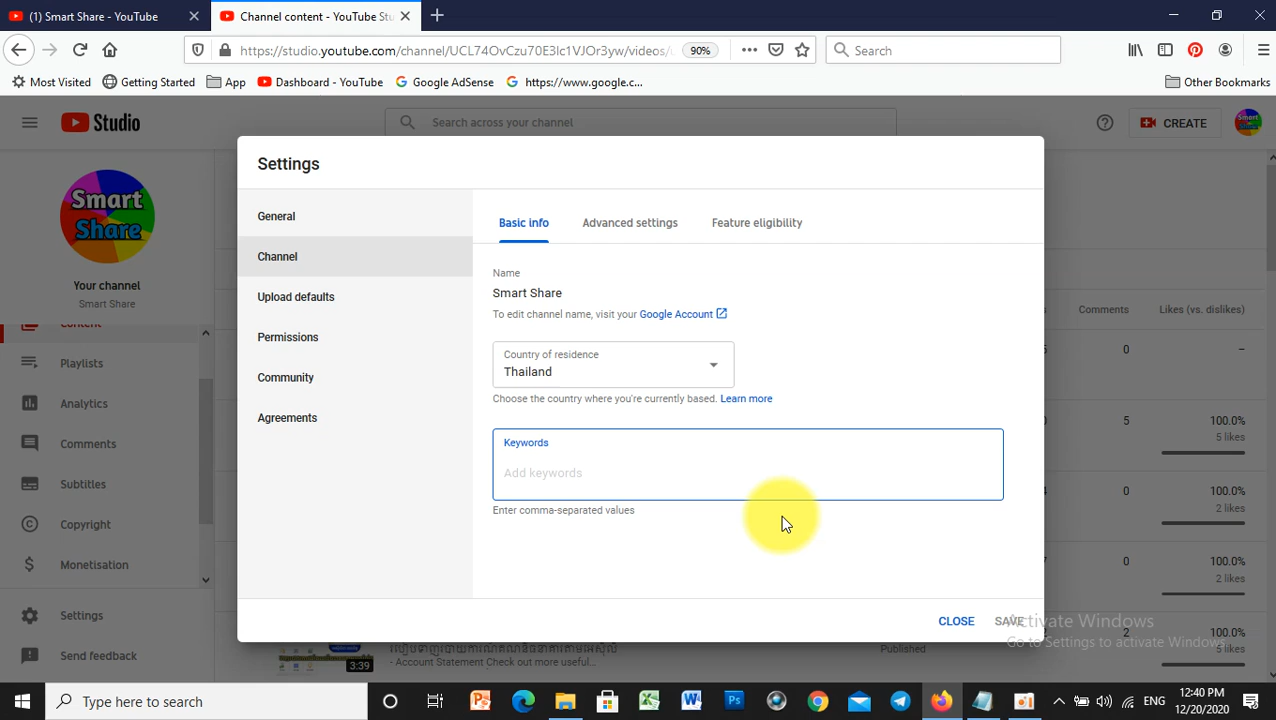 (1) Smart Share - YouTube
Channel content - YouTube Stu
https://studio.youtube.com/channel/UCL74OvCzu70E3lc1VJOr3yw/videos/
90%
Search
Most Visited
Getting Started
App
Dashboard - YouTube
Google AdSense
https://www.google.c...
Other Bookmarks
Studio
Search across your channel
CREATE
Smart
Share
Your channel
Smart Share
Content
Playlists
Analytics
Comments
Subtitles
Copyright
Monetisation
Settings
Send feedback
Settings
General
Channel
Upload defaults
Permissions
Community
Agreements
Basic info
Advanced settings
Feature eligibility
Name
Smart Share
To edit channel name, visit your Google Account
Country of residence
Thailand
Choose the country where you're currently based. Learn more
Keywords
Add keywords
Enter comma-separated values
CLOSE
SAVE
Comments
Likes (vs. dislikes)
0
–
5
100.0%
5 likes
0
100.0%
2 likes
0
100.0%
2 likes
2
100.0%
5 likes
Published
- Account Statement Check out more useful...
3:39
Activate Windows
Go to Settings to activate Windows.
Type here to search
ENG
12:40 PM
12/20/2020